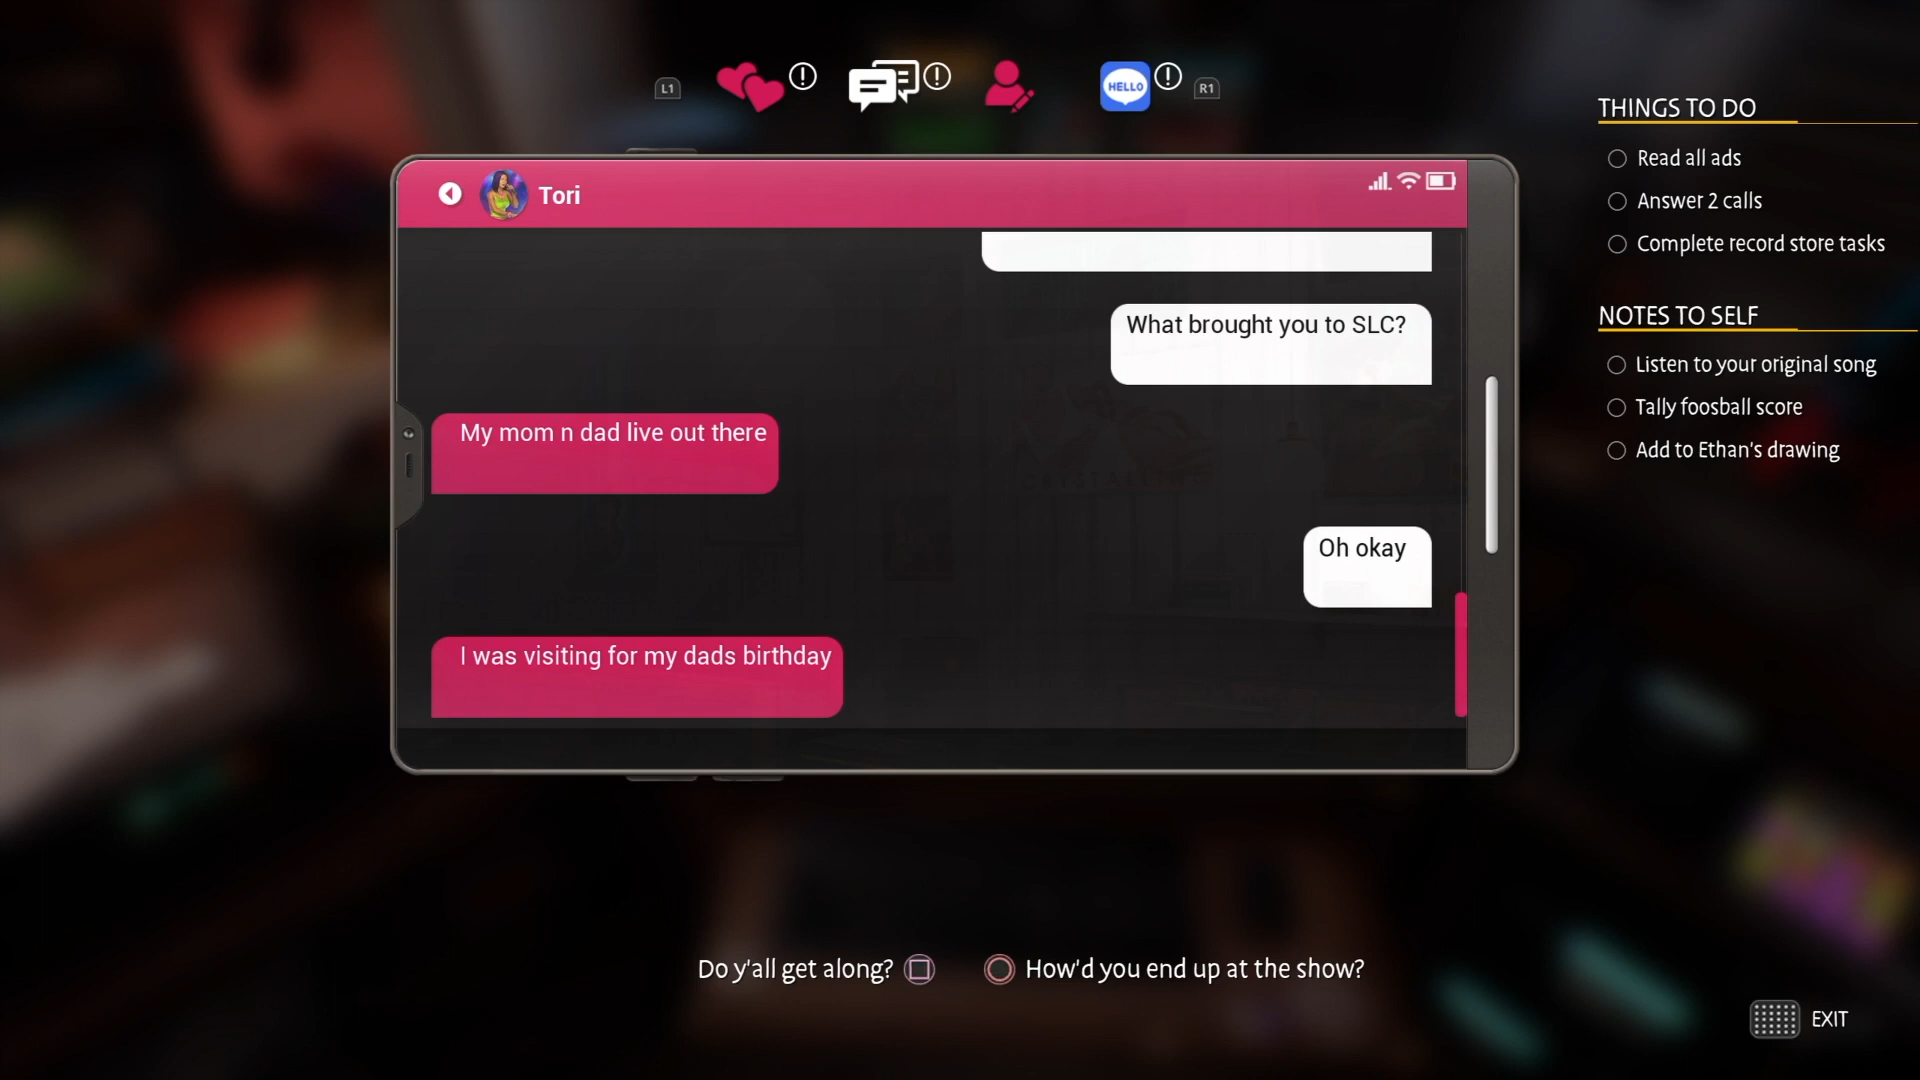 L1
HELLO
R1
THINGS TO DO
Read all ads
Answer 2 calls
Complete record store tasks
NOTES TO SELF
Listen to your original song
Tally foosball score
Add to Ethan's drawing
Tori
What brought you to SLC?
My mom n dad live out there
Oh okay
I was visiting for my dads birthday
Do y'all get along?
How'd you end up at the show?
EXIT